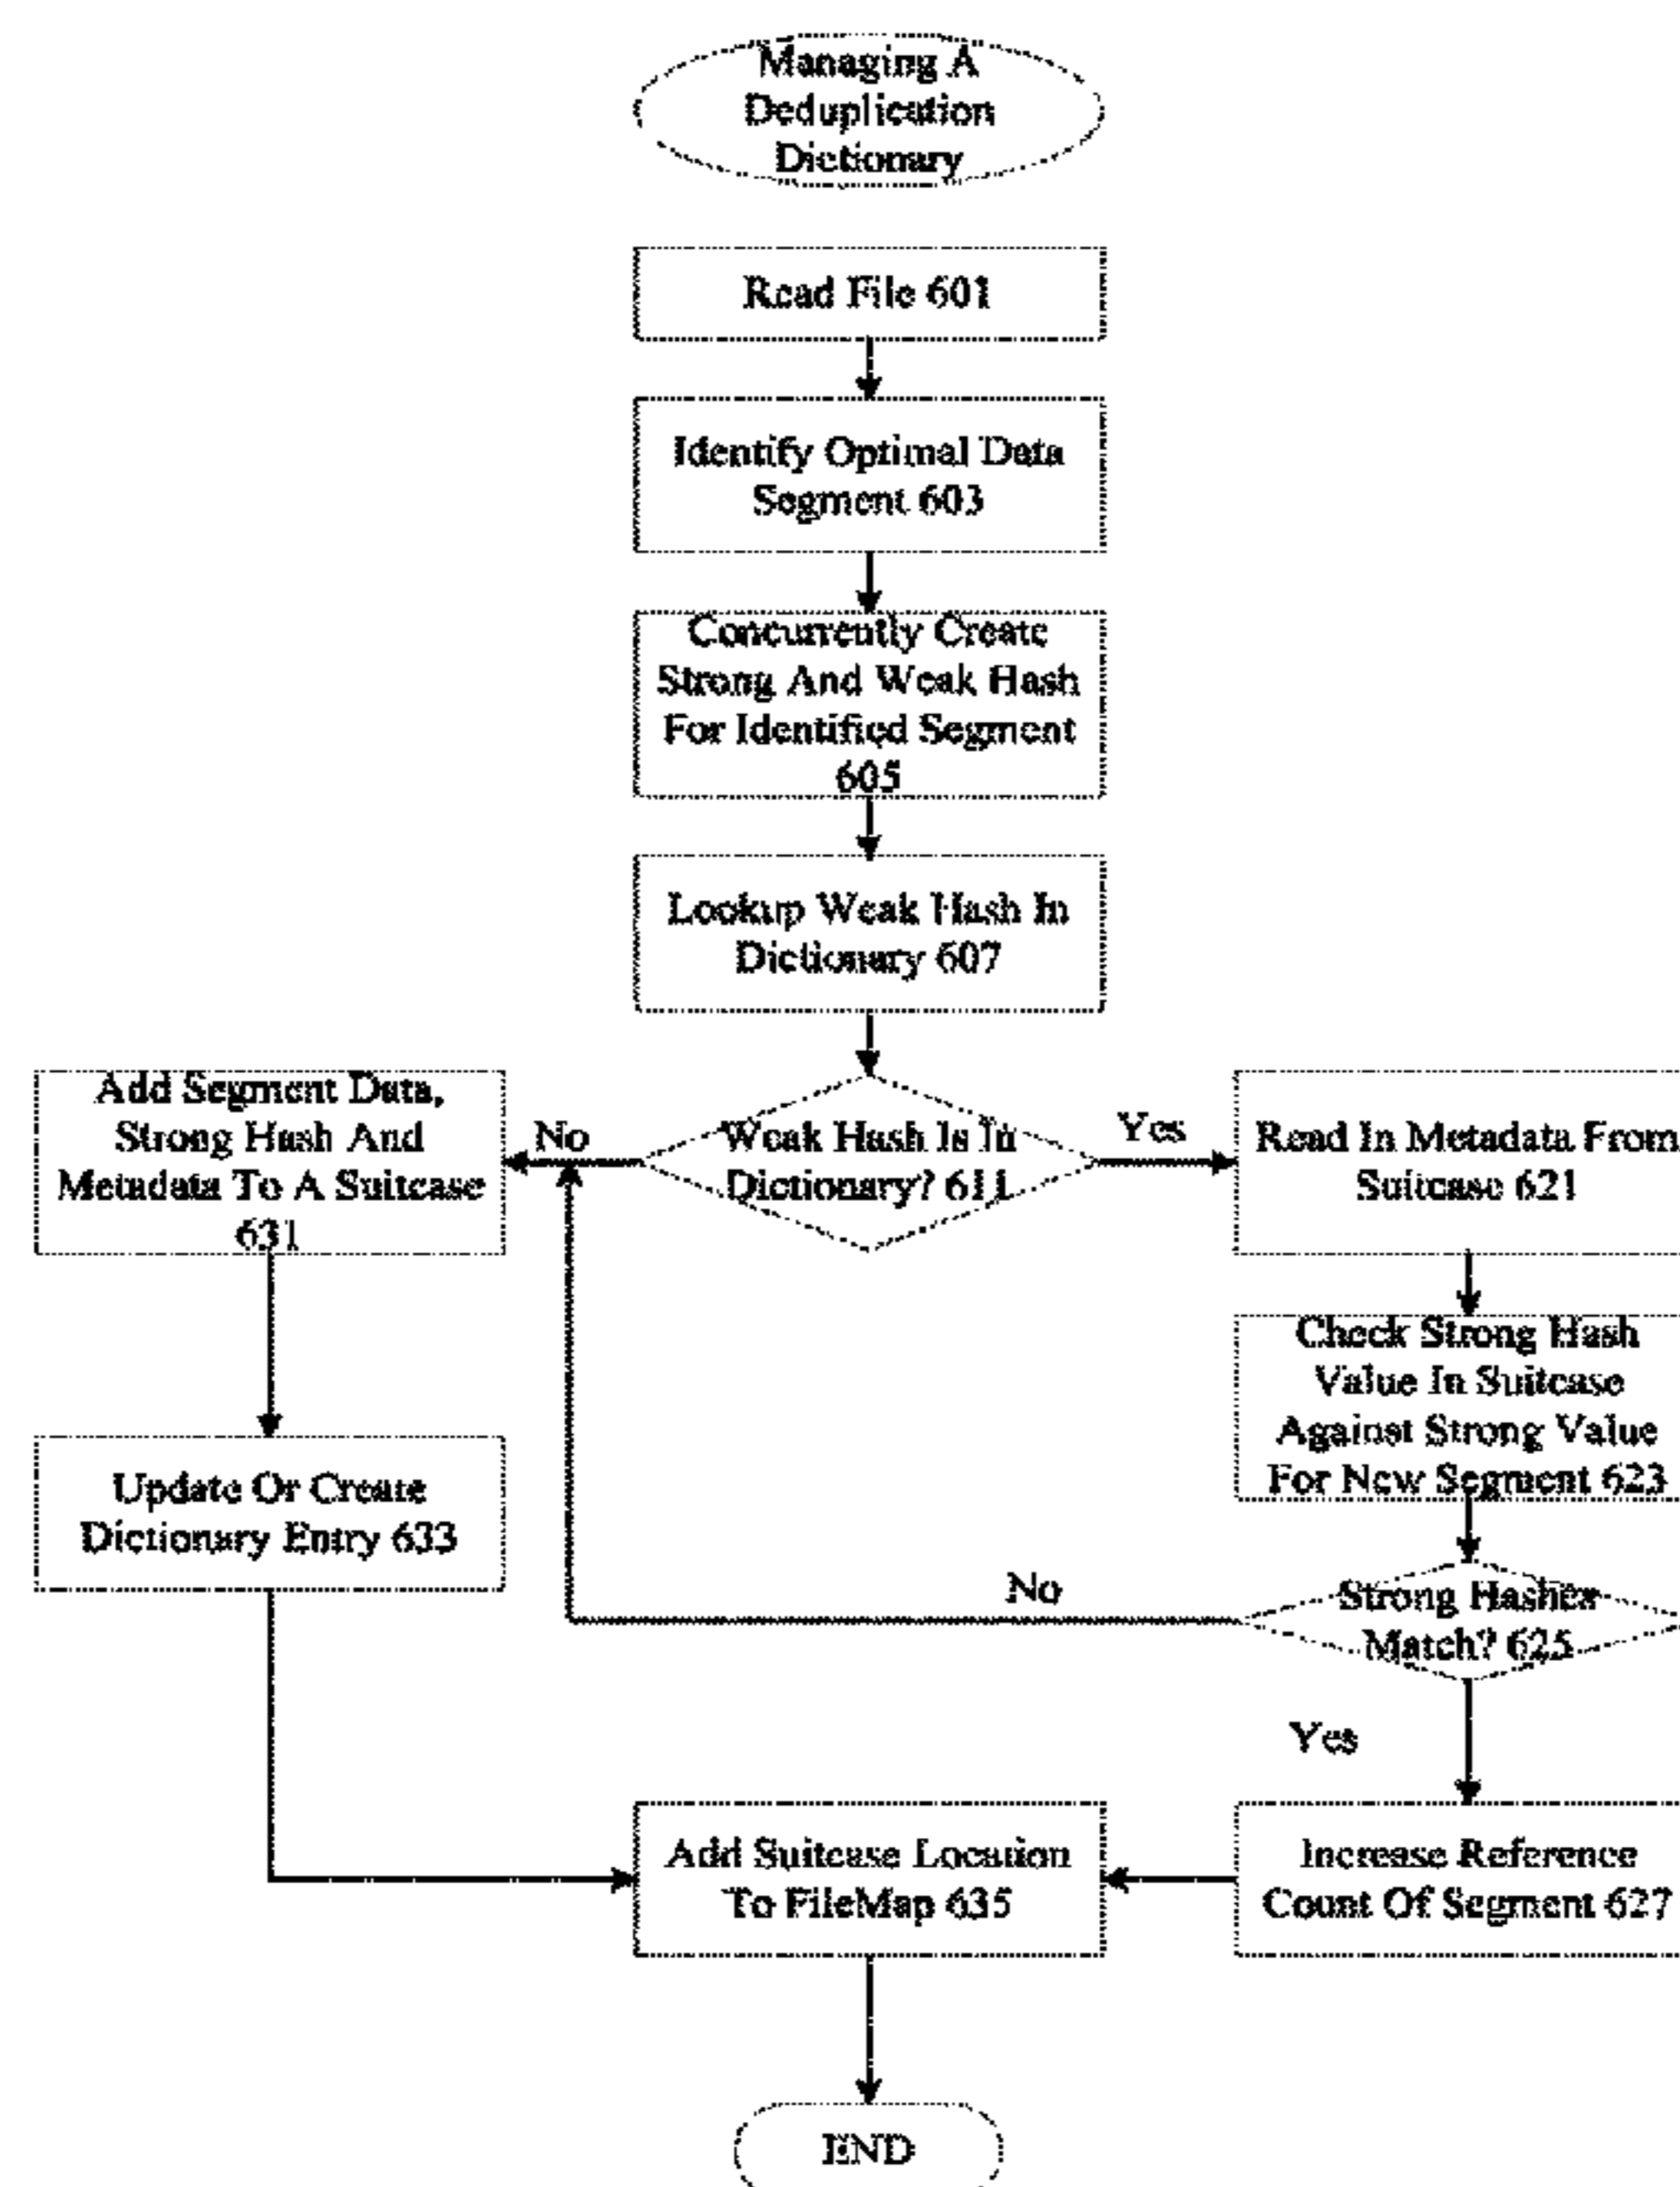 Managing A
Deduplication
Dictionary
Read File 601
Identify Optimal Data
Segment 603
Concurrently Create
Strong And Weak Hash
For Identified Segment
605
Lookup Weak Hash In
Dictionary 607
Add Segment Data,
Strong Hash And
Metadata To A Suitcase
631
No
Weak Hash Is In
Dictionary? 611
Yes
Read In Metadata From
Suitcase 621
Check Strong Hash
Value In Suitcase
Against Strong Value
For New Segment 623
Update Or Create
Dictionary Entry 633
No
Strong Hashes
Match? 625
Yes
Add Suitcase Location
To FileMap 635
Increase Reference
Count Of Segment 627
END